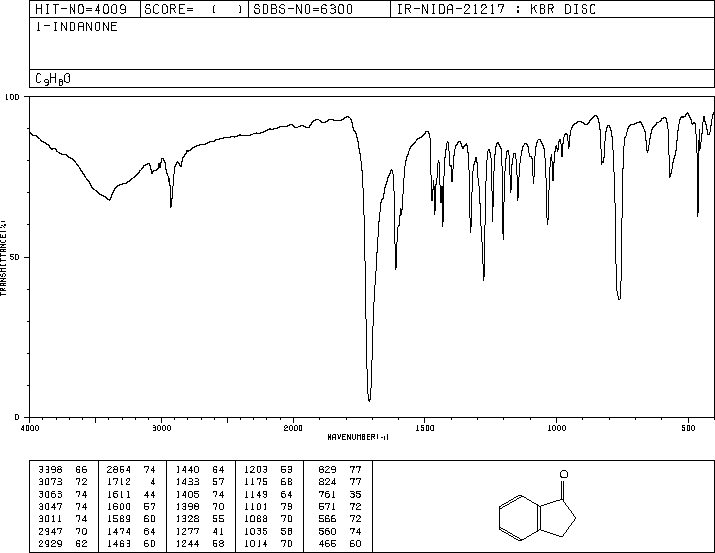 HIT-NO=4009 SCORE= ( ) SDBS-NO=6300 IR-NIDA-21217 : KBR DISC
1-INDANONE
C9H8O
100
50
0
TRANSMITTANCE(%)
4000 3000 2000 1500 1000 500
WAVENUMBER(-1)
3398 66 2864 74 1440 64 1203 53 829 77
3073 72 1712 4 1433 57 1175 68 824 77
3063 74 1611 44 1405 74 1149 64 761 35
3047 74 1600 57 1398 70 1101 79 671 72
3011 74 1589 60 1328 55 1088 70 566 72
2947 70 1474 64 1277 41 1035 58 560 74
2929 62 1463 60 1244 58 1014 70 466 60
O